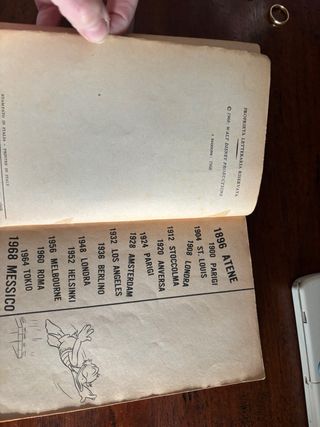 PROPRIETÀ LETTERARIA RISERVATA
© 1968, WALT DISNEY PRODUCTIONS
STAMPATO IN ITALIA - PRINTED IN ITALY
1896 ATENE
1900 PARIGI
1904 ST. LOUIS
1908 LONDRA
1912 STOCCOLMA
1920 ANVERSA
1924 PARIGI
1928 AMSTERDAM
1932 LOS ANGELES
1936 BERLINO
1948 LONDRA
1952 HELSINKI
1956 MELBOURNE
1960 ROMA
1964 TOKIO
1968 MESSICO